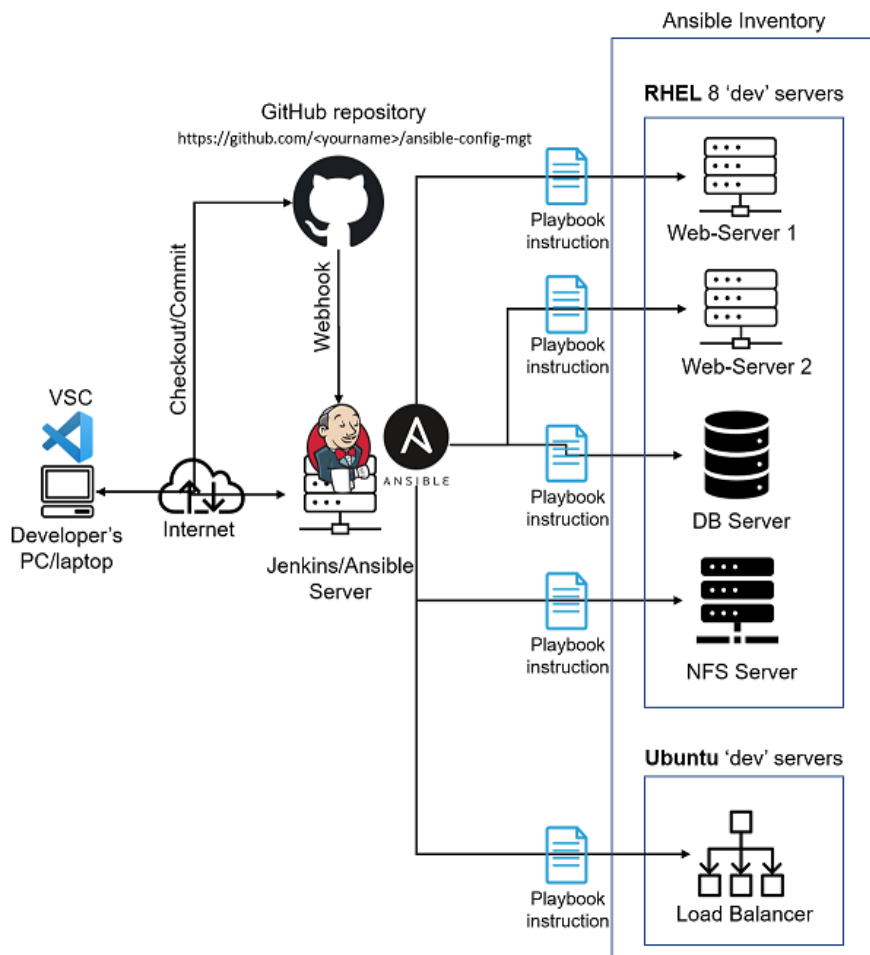 Ansible Inventory
RHEL 8 ‘dev’ servers
GitHub repository
https://github.com/<yourname>/ansible-config-mgt
Playbook
instruction
Web-Server 1
Checkout/Commit
Webhook
Playbook
instruction
Web-Server 2
VSC
ANSIBLE
Playbook
instruction
DB Server
Internet
Developer’s
PC/laptop
Jenkins/Ansible
Server
Playbook
instruction
NFS Server
Ubuntu ‘dev’ servers
Playbook
instruction
Load Balancer